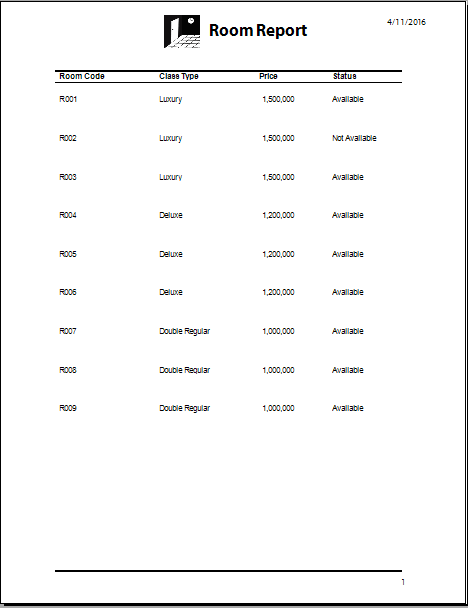 4/11/2016
Room Report
Room Code Class Type Price Status
R001 Luxury 1,500,000 Available
R002 Luxury 1,500,000 Not Available
R003 Luxury 1,500,000 Available
R004 Deluxe 1,200,000 Available
R005 Deluxe 1,200,000 Available
R006 Deluxe 1,200,000 Available
R007 Double Regular 1,000,000 Available
R008 Double Regular 1,000,000 Available
R009 Double Regular 1,000,000 Available
1